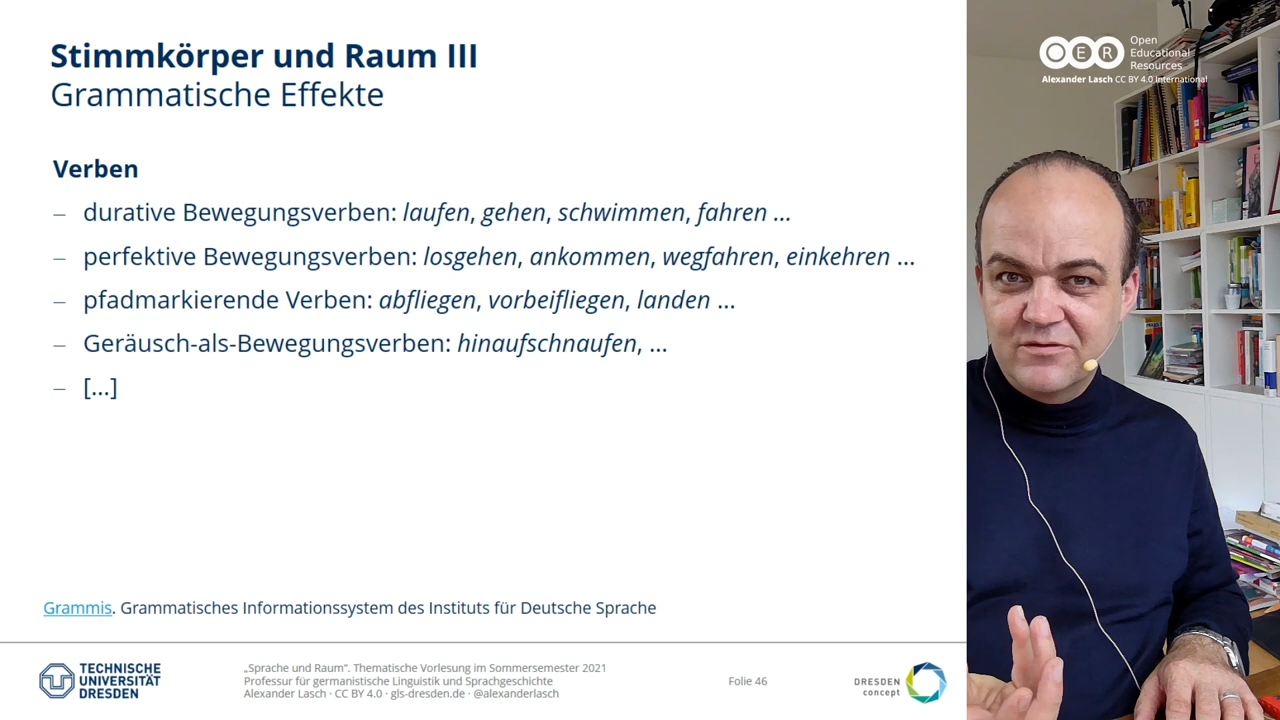 Stimmkörper und Raum III
Grammatische Effekte
Verben
– durative Bewegungsverben: laufen, gehen, schwimmen, fahren ...
– perfektive Bewegungsverben: losgehen, ankommen, wegfahren, einkehren ...
– pfadmarkierende Verben: abfliegen, vorbeifliegen, landen ...
– Geräusch-als-Bewegungsverben: hinaufschnaufen, ...
– [...]
Grammis. Grammatisches Informationssystem des Instituts für Deutsche Sprache
TECHNISCHE
UNIVERSITÄT
DRESDEN
„Sprache und Raum“. Thematische Vorlesung im Sommersemester 2021
Professur für germanistische Linguistik und Sprachgeschichte
Alexander Lasch · CC BY 4.0 · gls-dresden.de · @alexanderlasch
Folie 46
DRESDEN
concept
OER
Open
Educational
Resources
Alexander Lasch CC BY 4.0 International